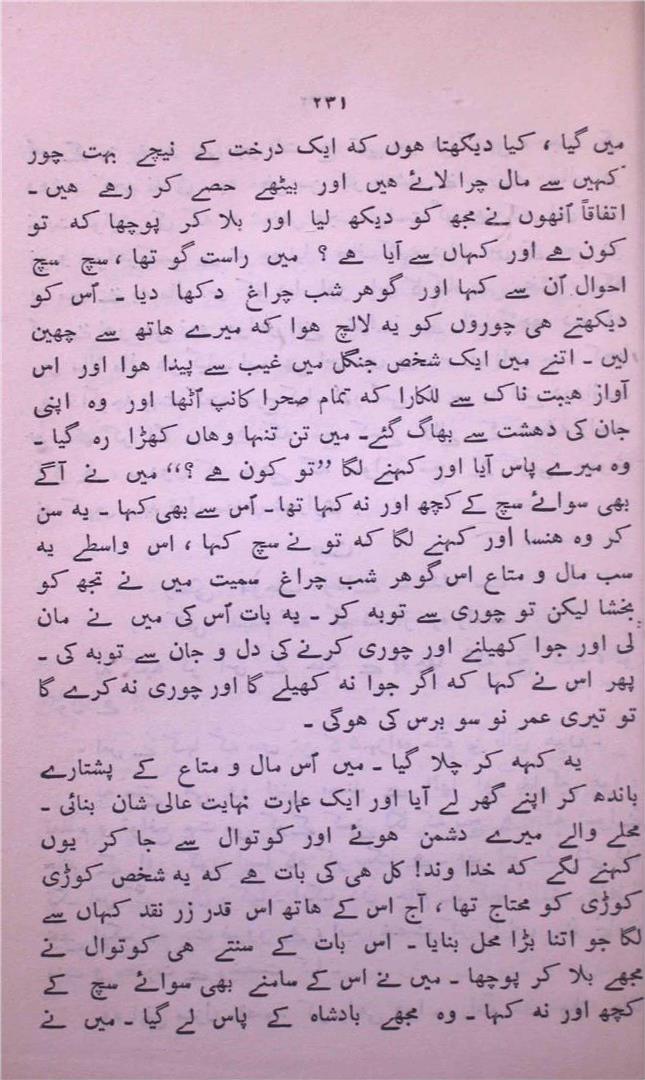 ۲۳۱
میں گیا ، کیا دیکھتا ہوں کہ ایک درخت کے نیچے بہت چور
کہیں سے مال چرا لائے ہیں اور بیٹھے حصے کر رہے ہیں ۔
اتفاقاً اُنھوں نے مجھ کو دیکھ لیا اور بلا کر پوچھا کہ تو
کون ہے اور کہاں سے آیا ہے ؟ میں راست گو تھا ، سچ سچ
احوال اُن سے کہا اور گوہر شب چراغ دکھا دیا ۔ اُس کو
دیکھتے ہی چوروں کو یہ لالچ ہوا کہ میرے ہاتھ سے چھین
لیں ۔ اتنے میں ایک شخص جنگل میں غیب سے پیدا ہوا اور اس
آواز ہیبت ناک سے للکارا کہ تمام صحرا کانپ اُٹھا اور وہ اپنی
جان کی دہشت سے بھاگ گئے۔ میں تن تنہا وہاں کھڑا رہ گیا ۔
وہ میرے پاس آیا اور کہنے لگا ”تو کون ہے ؟“ میں نے آگے
بھی سوائے سچ کے کچھ اور نہ کہا تھا ۔ اُس سے بھی کہا ۔ یہ سن
کر وہ ہنسا اور کہنے لگا کہ تو نے سچ کہا ، اس واسطے یہ
سب مال و متاع اس گوہر شب چراغ سمیت میں نے تجھ کو
بخشا لیکن تو چوری سے توبہ کر ۔ یہ بات اُس کی میں نے مان
لی اور جوا کھیلنے اور چوری کرنے کی دل و جان سے توبہ کی ۔
پھر اس نے کہا کہ اگر جوا نہ کھیلے گا اور چوری نہ کرے گا
تو تیری عمر نو سو برس کی ہوگی ۔
یہ کہہ کر چلا گیا ۔ میں اُس مال و متاع کے پشتارے
باندھ کر اپنے گھر لے آیا اور ایک عمارت نہایت عالی شان بنائی ۔
محلے والے میرے دشمن ہوئے اور کوتوال سے جا کر یوں
کہنے لگے کہ خدا وند! کل ہی کی بات ہے کہ یہ شخص کوڑی
کوڑی کو محتاج تھا ، آج اس کے ہاتھ اس قدر زر نقد کہاں سے
لگا جو اتنا بڑا محل بنایا ۔ اس بات کے سنتے ہی کوتوال نے
مجھے بلا کر پوچھا ۔ میں نے اس کے سامنے بھی سوائے سچ کے
کچھ اور نہ کہا ۔ وہ مجھے بادشاہ کے پاس لے گیا ۔ میں نے